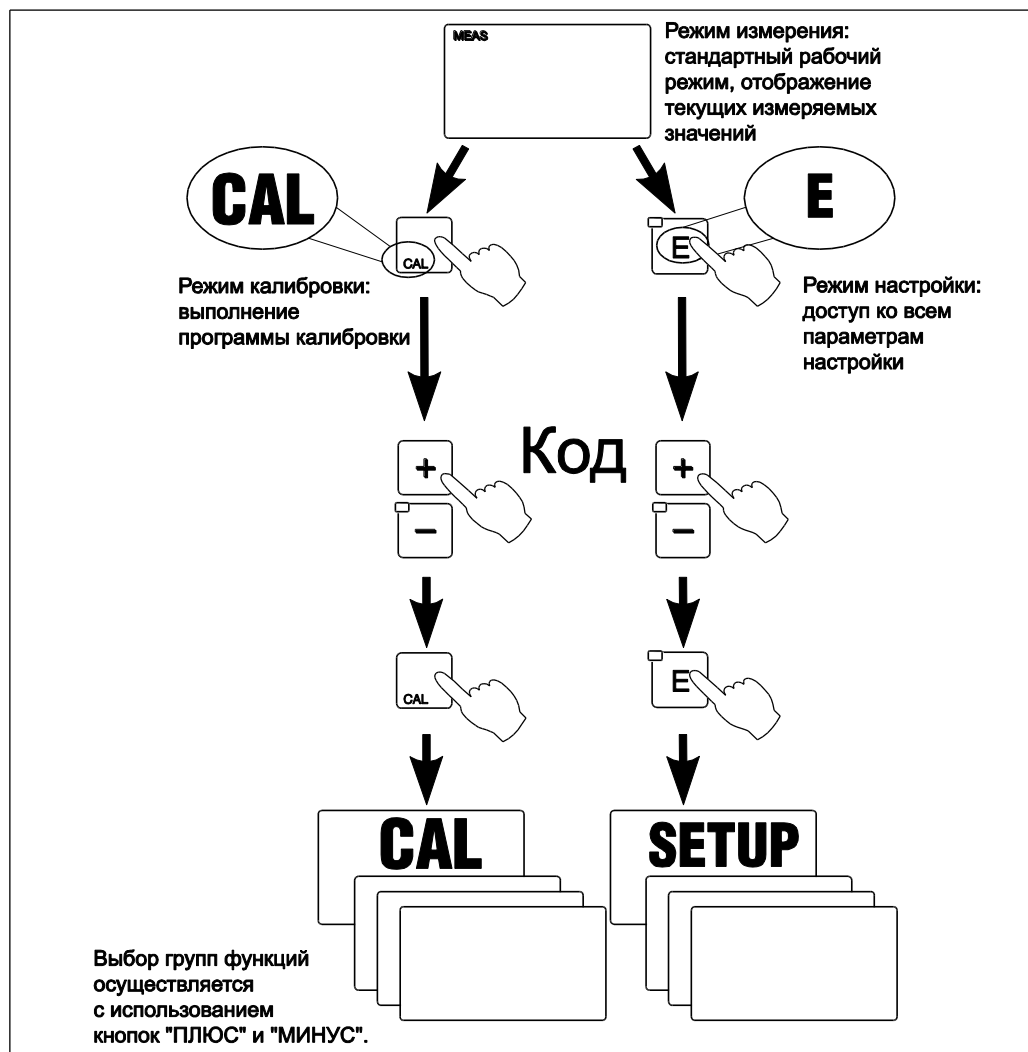 MEAS
Режим измерения:
стандартный рабочий
режим, отображение
текущих измеряемых
значений
CAL
E
CAL
E
Режим калибровки:
выполнение
программы калибровки
Режим настройки:
доступ ко всем
параметрам
настройки
+
Код
+
−
−
CAL
E
CAL
SETUP
Выбор групп функций
осуществляется
с использованием
кнопок "ПЛЮС" и "МИНУС".